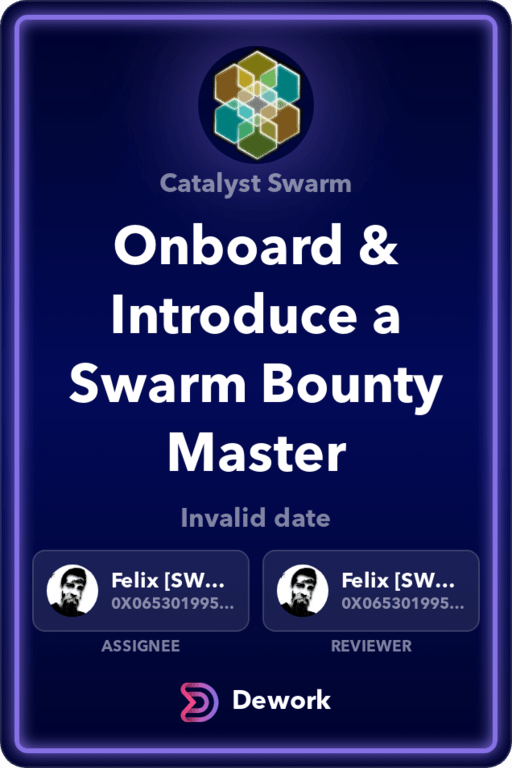 Catalyst Swarm
Onboard &
Introduce a
Swarm Bounty
Master
Invalid date
Felix [SW...
0X065301995...
ASSIGNEE
Felix [SW...
0X065301995...
REVIEWER
Dework